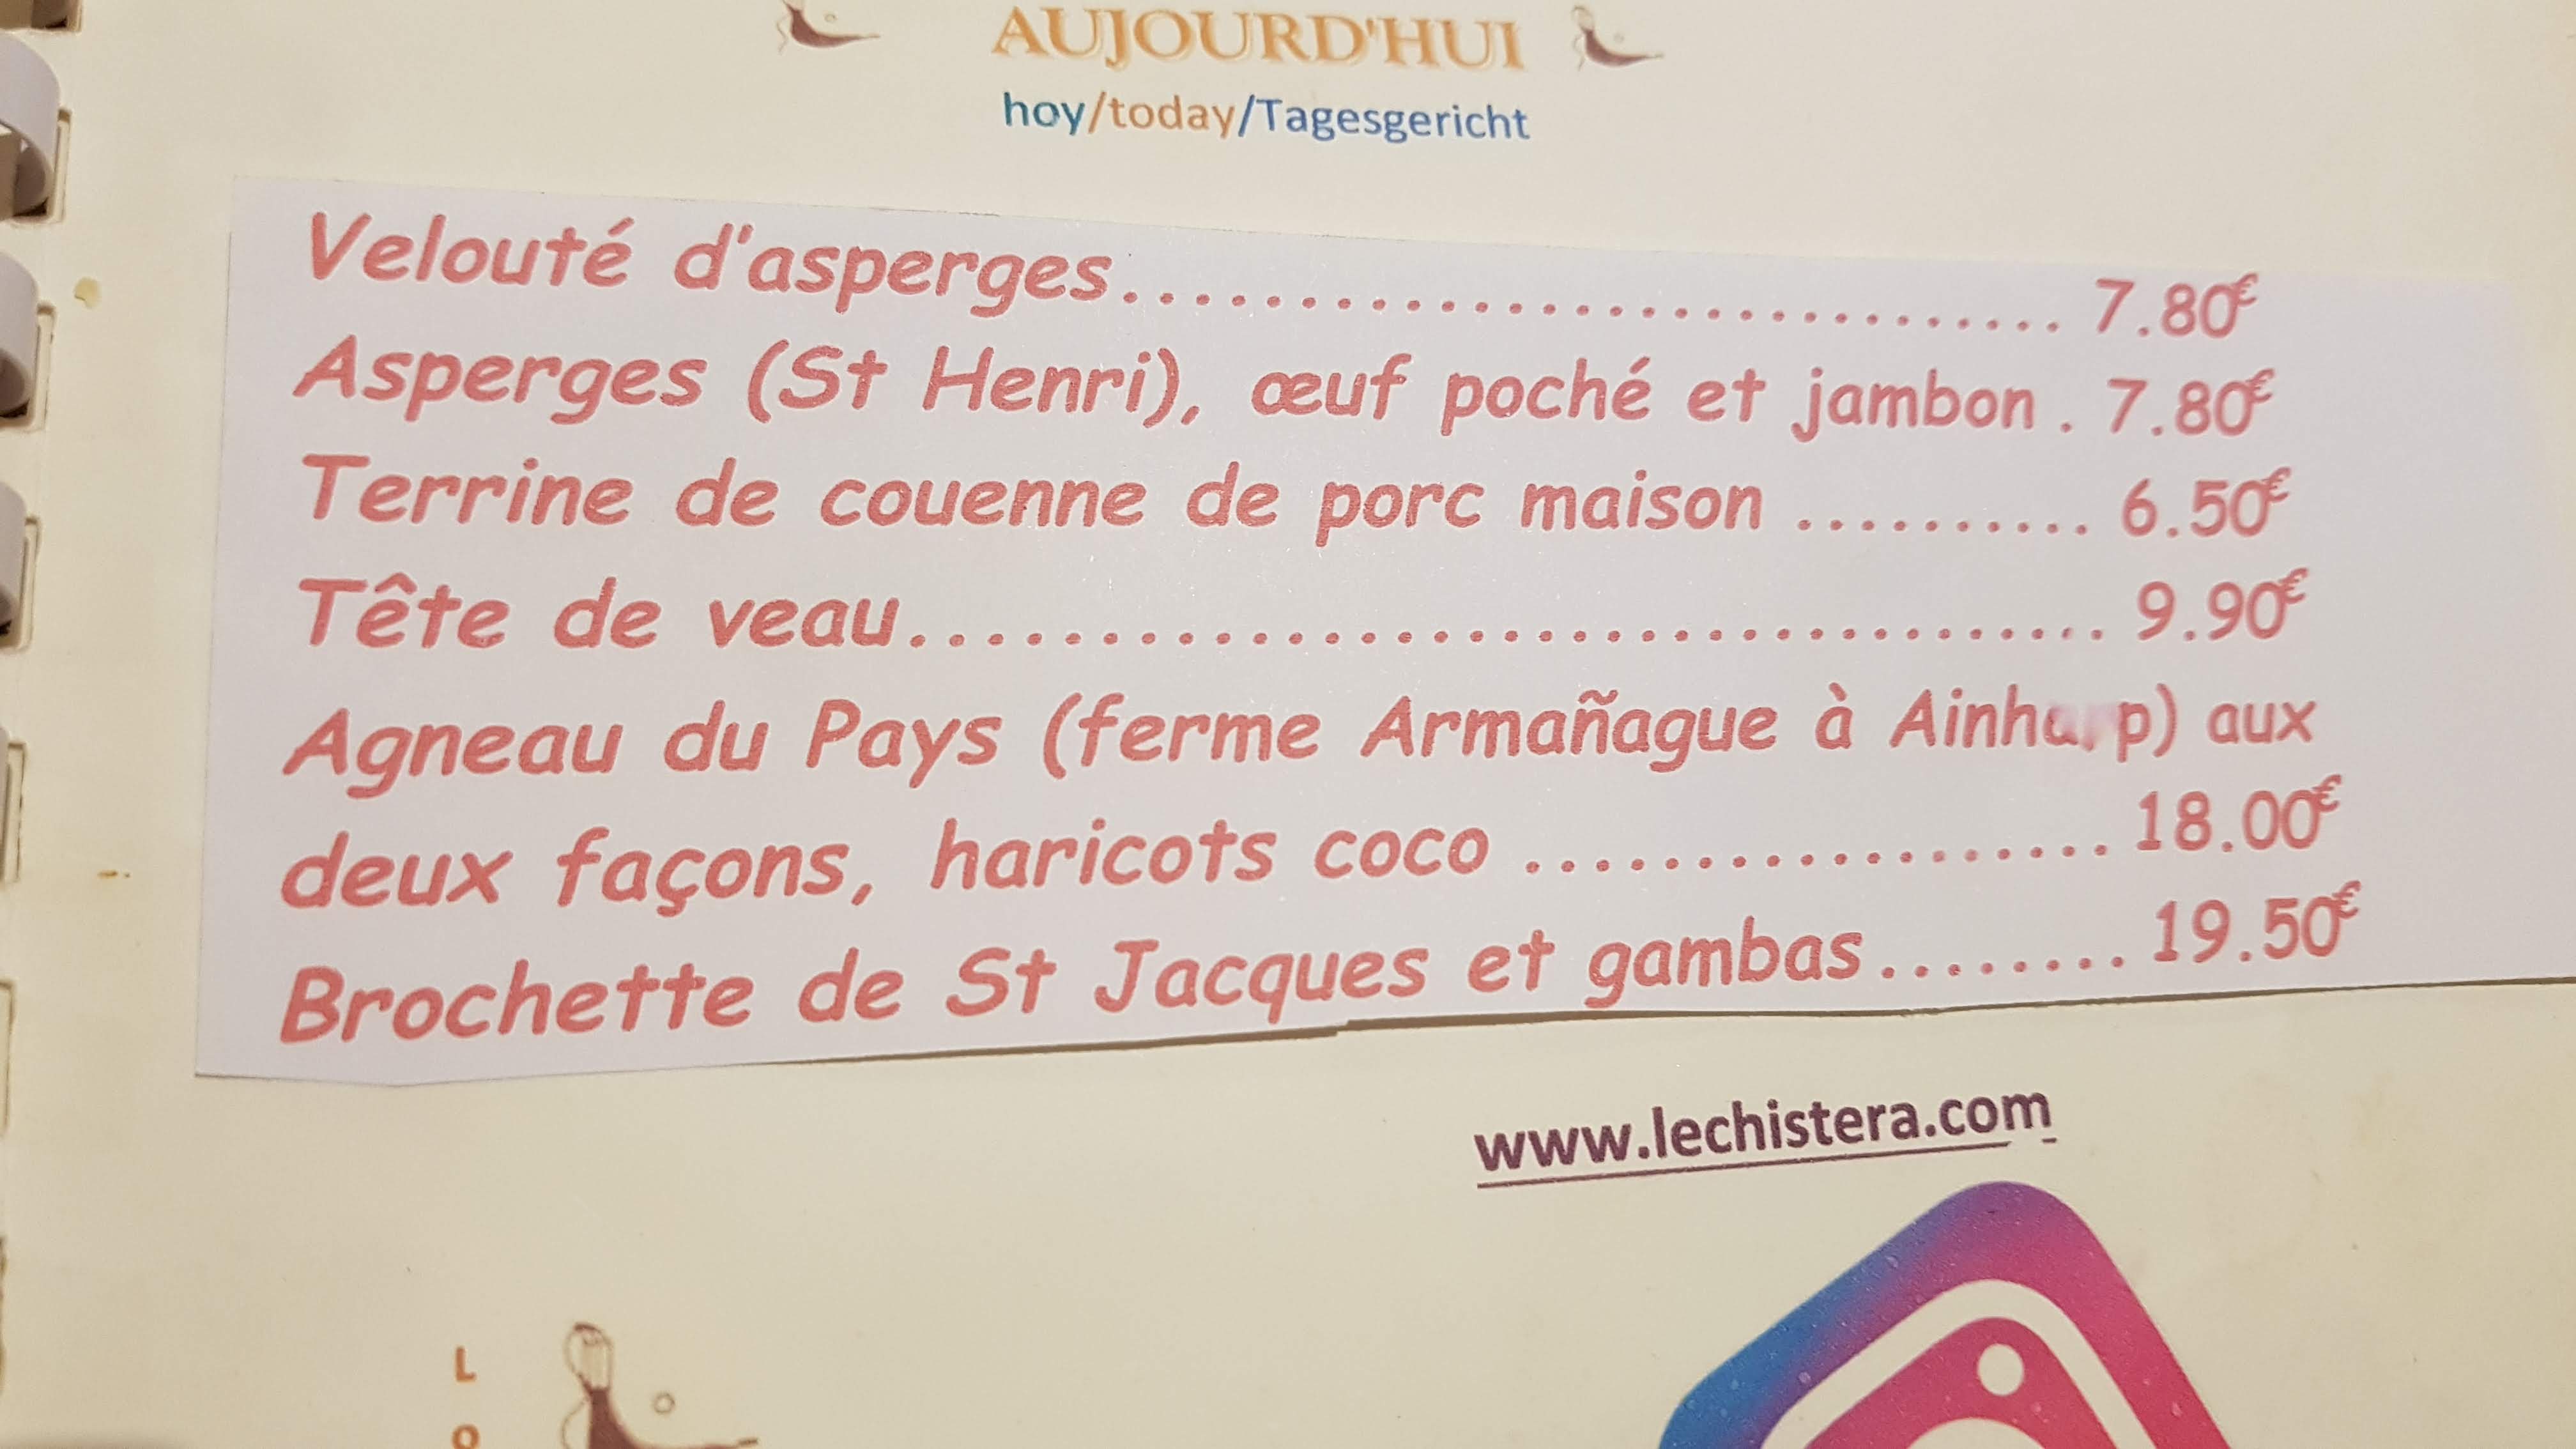 AUJOURD'HUI
hoy/today/Tagesgericht
Velouté d'asperges.............................. 7.80€
Asperges (St Henri), œuf poché et jambon . 7.80€
Terrine de couenne de porc maison .......... 6.50€
Tête de veau....................................... 9.90€
Agneau du Pays (ferme Armañague à aux
deux façons, haricots coco ................... 18.00€
Brochette de St Jacques et gambas........ 19.50€
www.lechistera.com
L
O